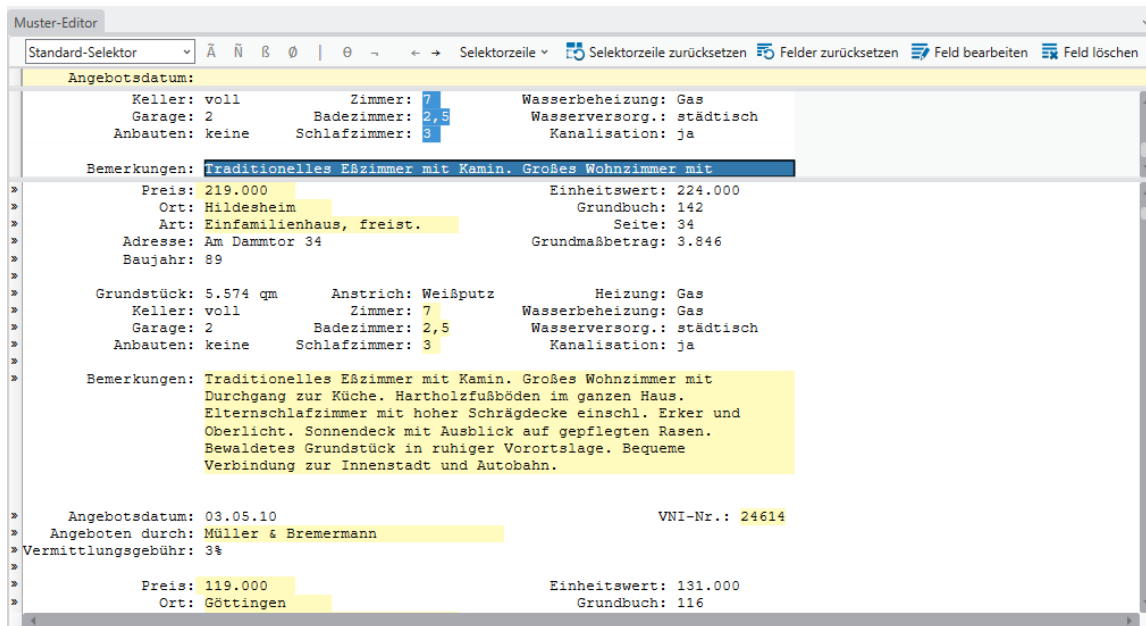 Muster-Editor
Standard-Selektor Ã Ñ ß Ø | θ ¬ ← → Selektorzeile Selektorzeile zurücksetzen Felder zurücksetzen Feld bearbeiten Feld löschen
Angebotsdatum:
Keller: voll Zimmer: 7 Wasserbeheizung: Gas
Garage: 2 Badezimmer: 2,5 Wasserversorg.: städtisch
Anbauten: keine Schlafzimmer: 3 Kanalisation: ja
Bemerkungen: Traditionelles Eßzimmer mit Kamin. Großes Wohnzimmer mit
» Preis: 219.000 Einheitswert: 224.000
» Ort: Hildesheim Grundbuch: 142
» Art: Einfamilienhaus, freist. Seite: 34
» Adresse: Am Dammtor 34 Grundmaßbetrag: 3.846
» Baujahr: 89
»
» Grundstück: 5.574 qm Anstrich: Weißputz Heizung: Gas
» Keller: voll Zimmer: 7 Wasserbeheizung: Gas
» Garage: 2 Badezimmer: 2,5 Wasserversorg.: städtisch
» Anbauten: keine Schlafzimmer: 3 Kanalisation: ja
»
» Bemerkungen: Traditionelles Eßzimmer mit Kamin. Großes Wohnzimmer mit
Durchgang zur Küche. Hartholzfußböden im ganzen Haus.
Elternschlafzimmer mit hoher Schrägdecke einschl. Erker und
Oberlicht. Sonnendeck mit Ausblick auf gepflegten Rasen.
Bewaldetes Grundstück in ruhiger Vorortslage. Bequeme
Verbindung zur Innenstadt und Autobahn.
» Angebotsdatum: 03.05.10 VNI-Nr.: 24614
» Angeboten durch: Müller & Bremermann
» Vermittlungsgebühr: 3%
»
» Preis: 119.000 Einheitswert: 131.000
» Ort: Göttingen Grundbuch: 116